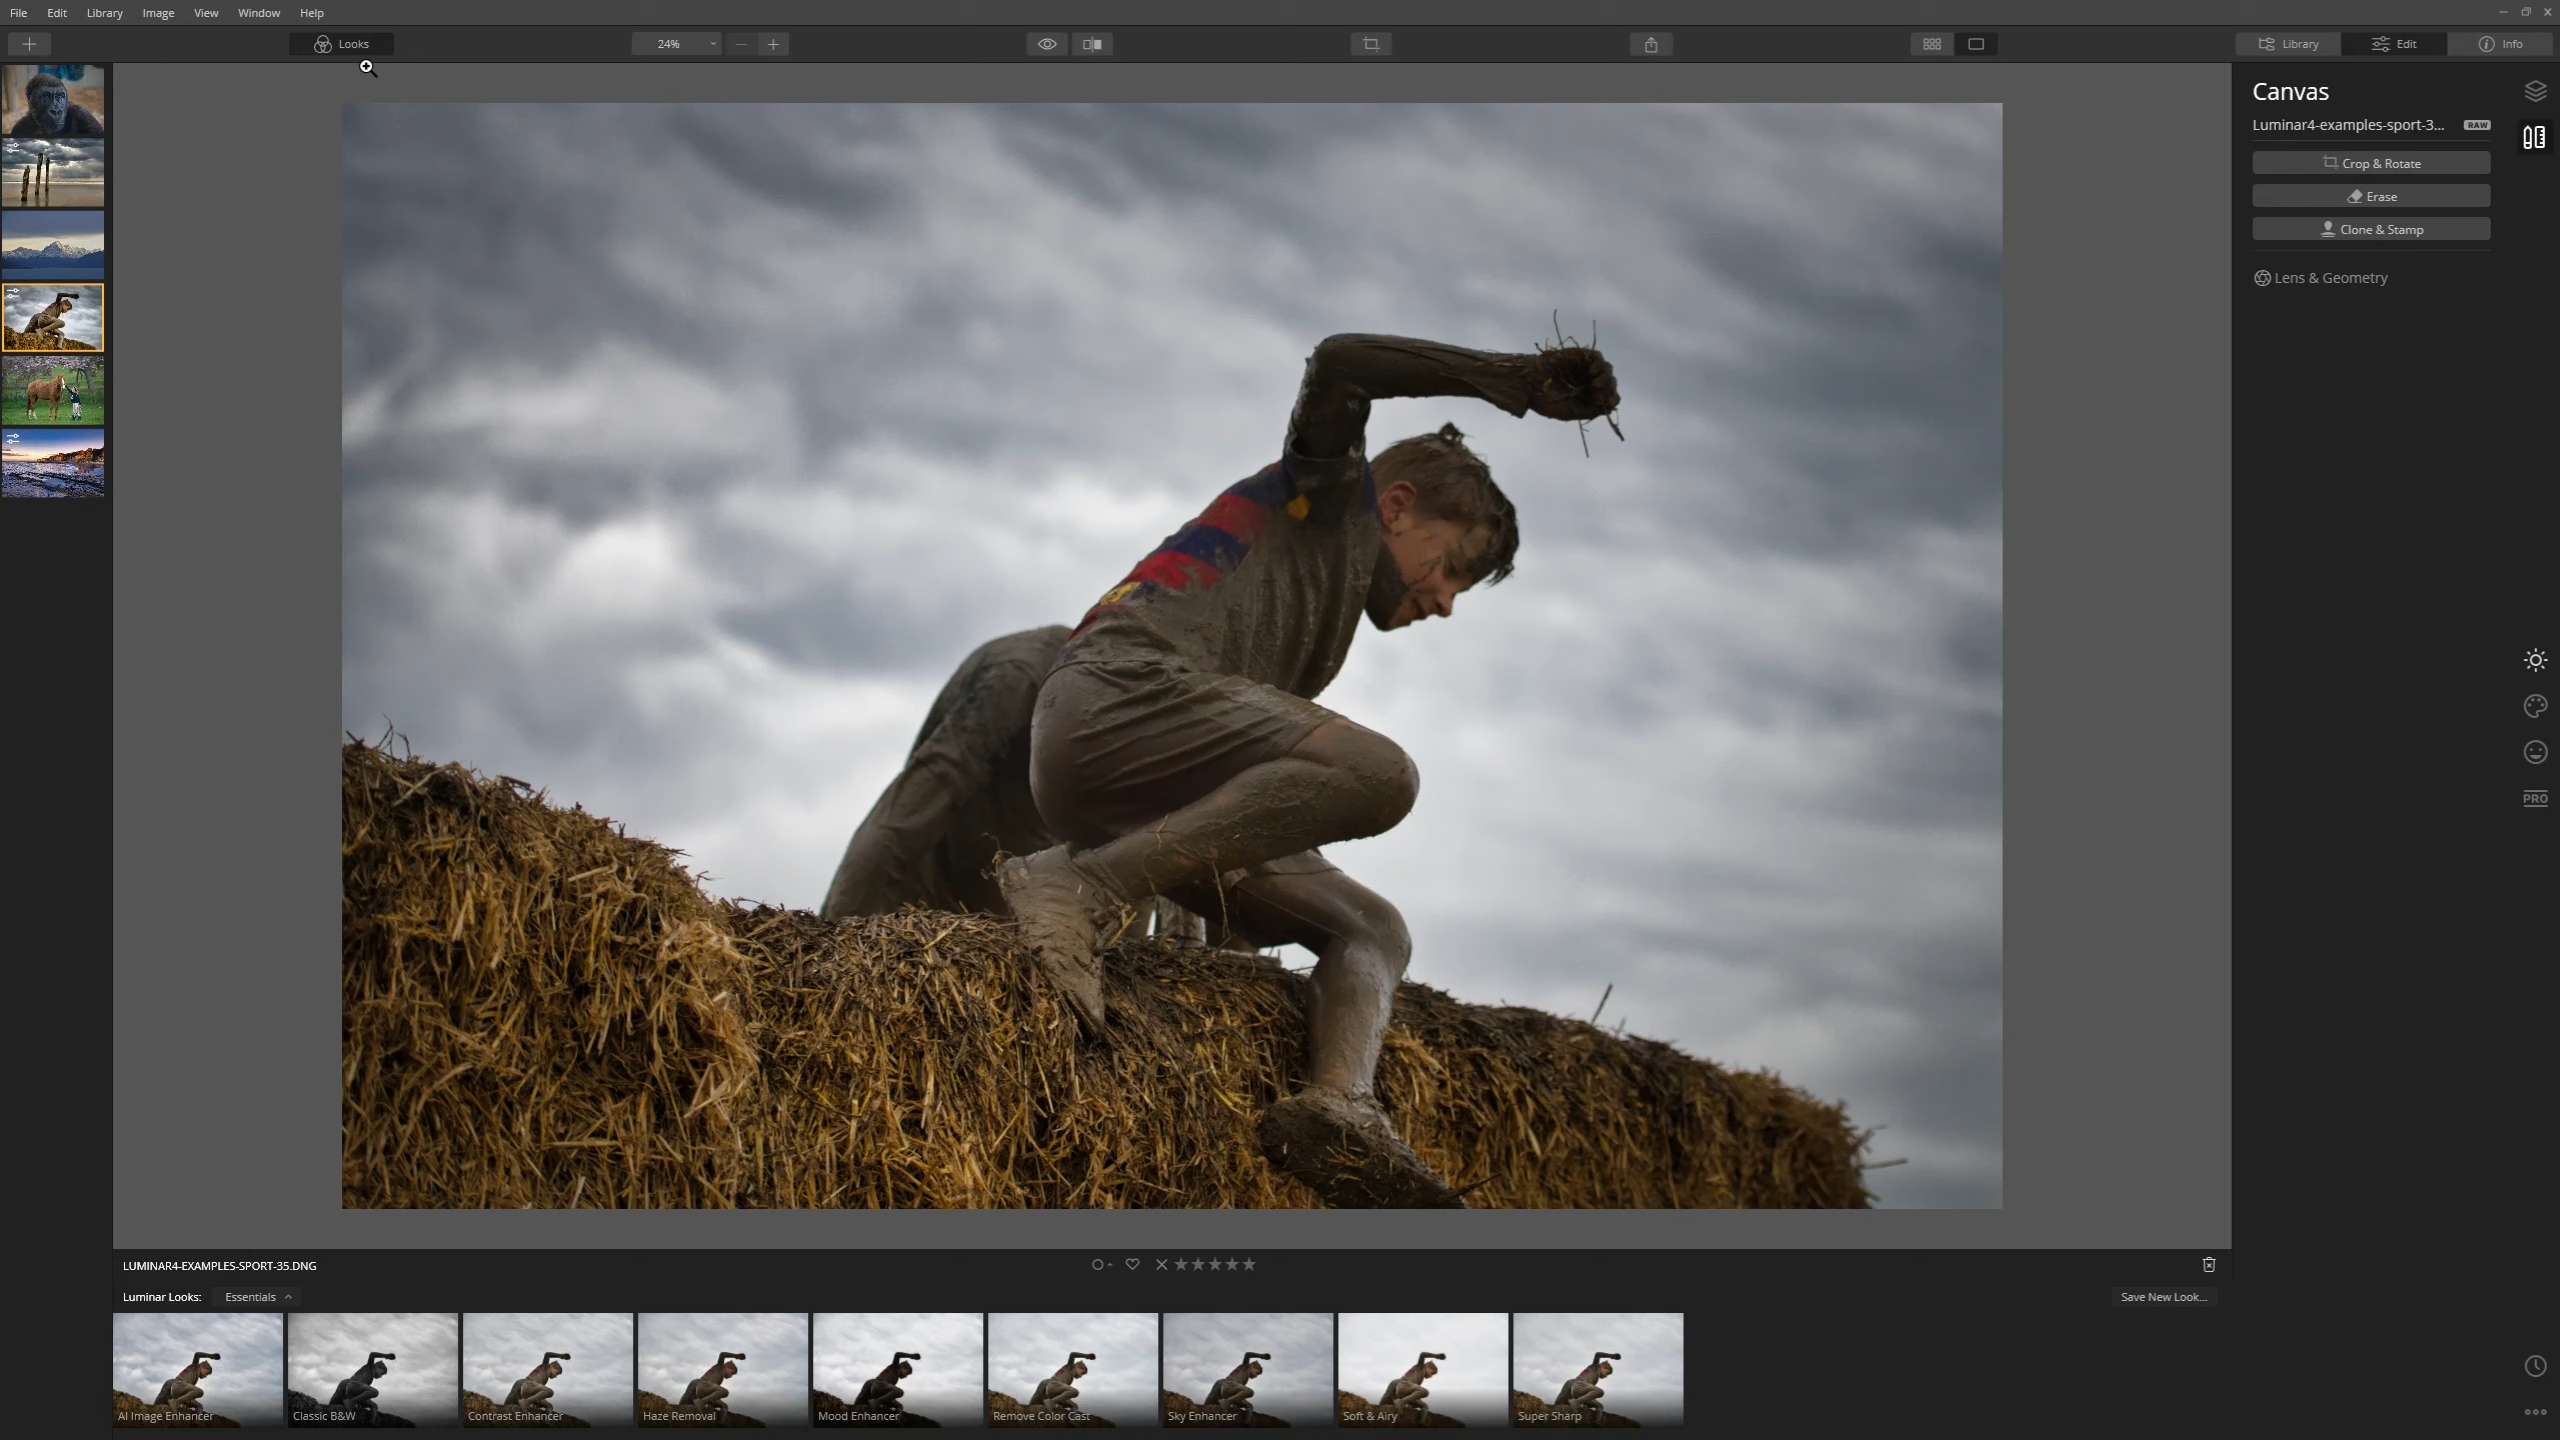 File Edit Library Image View Window Help
Looks 24% Library Edit Info
Canvas
Luminar4-examples-sport-3... RAW
Crop & Rotate
Erase
Clone & Stamp
Lens & Geometry
PRO
LUMINAR4-EXAMPLES-SPORT-35.DNG
Luminar Looks: Essentials Save New Look...
AI Image Enhancer Classic B&W Contrast Enhancer Haze Removal Mood Enhancer Remove Color Cast Sky Enhancer Soft & Airy Super Sharp